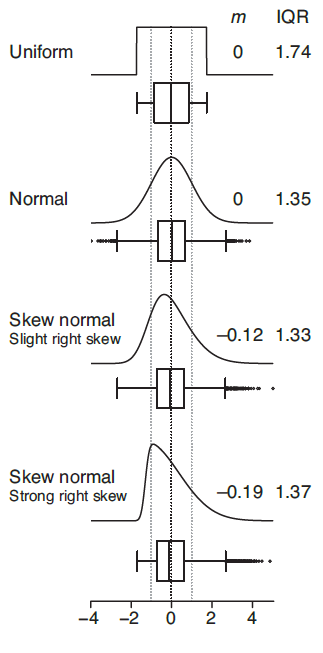 m IQR
Uniform 0 1.74
Normal 0 1.35
Skew normal
Slight right skew −0.12 1.33
Skew normal
Strong right skew −0.19 1.37
−4 −2 0 2 4